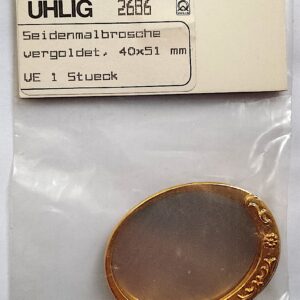 UHLIG 2686
Seidenmalbrosche
vergoldet, 40x51 mm
VE 1 Stueck